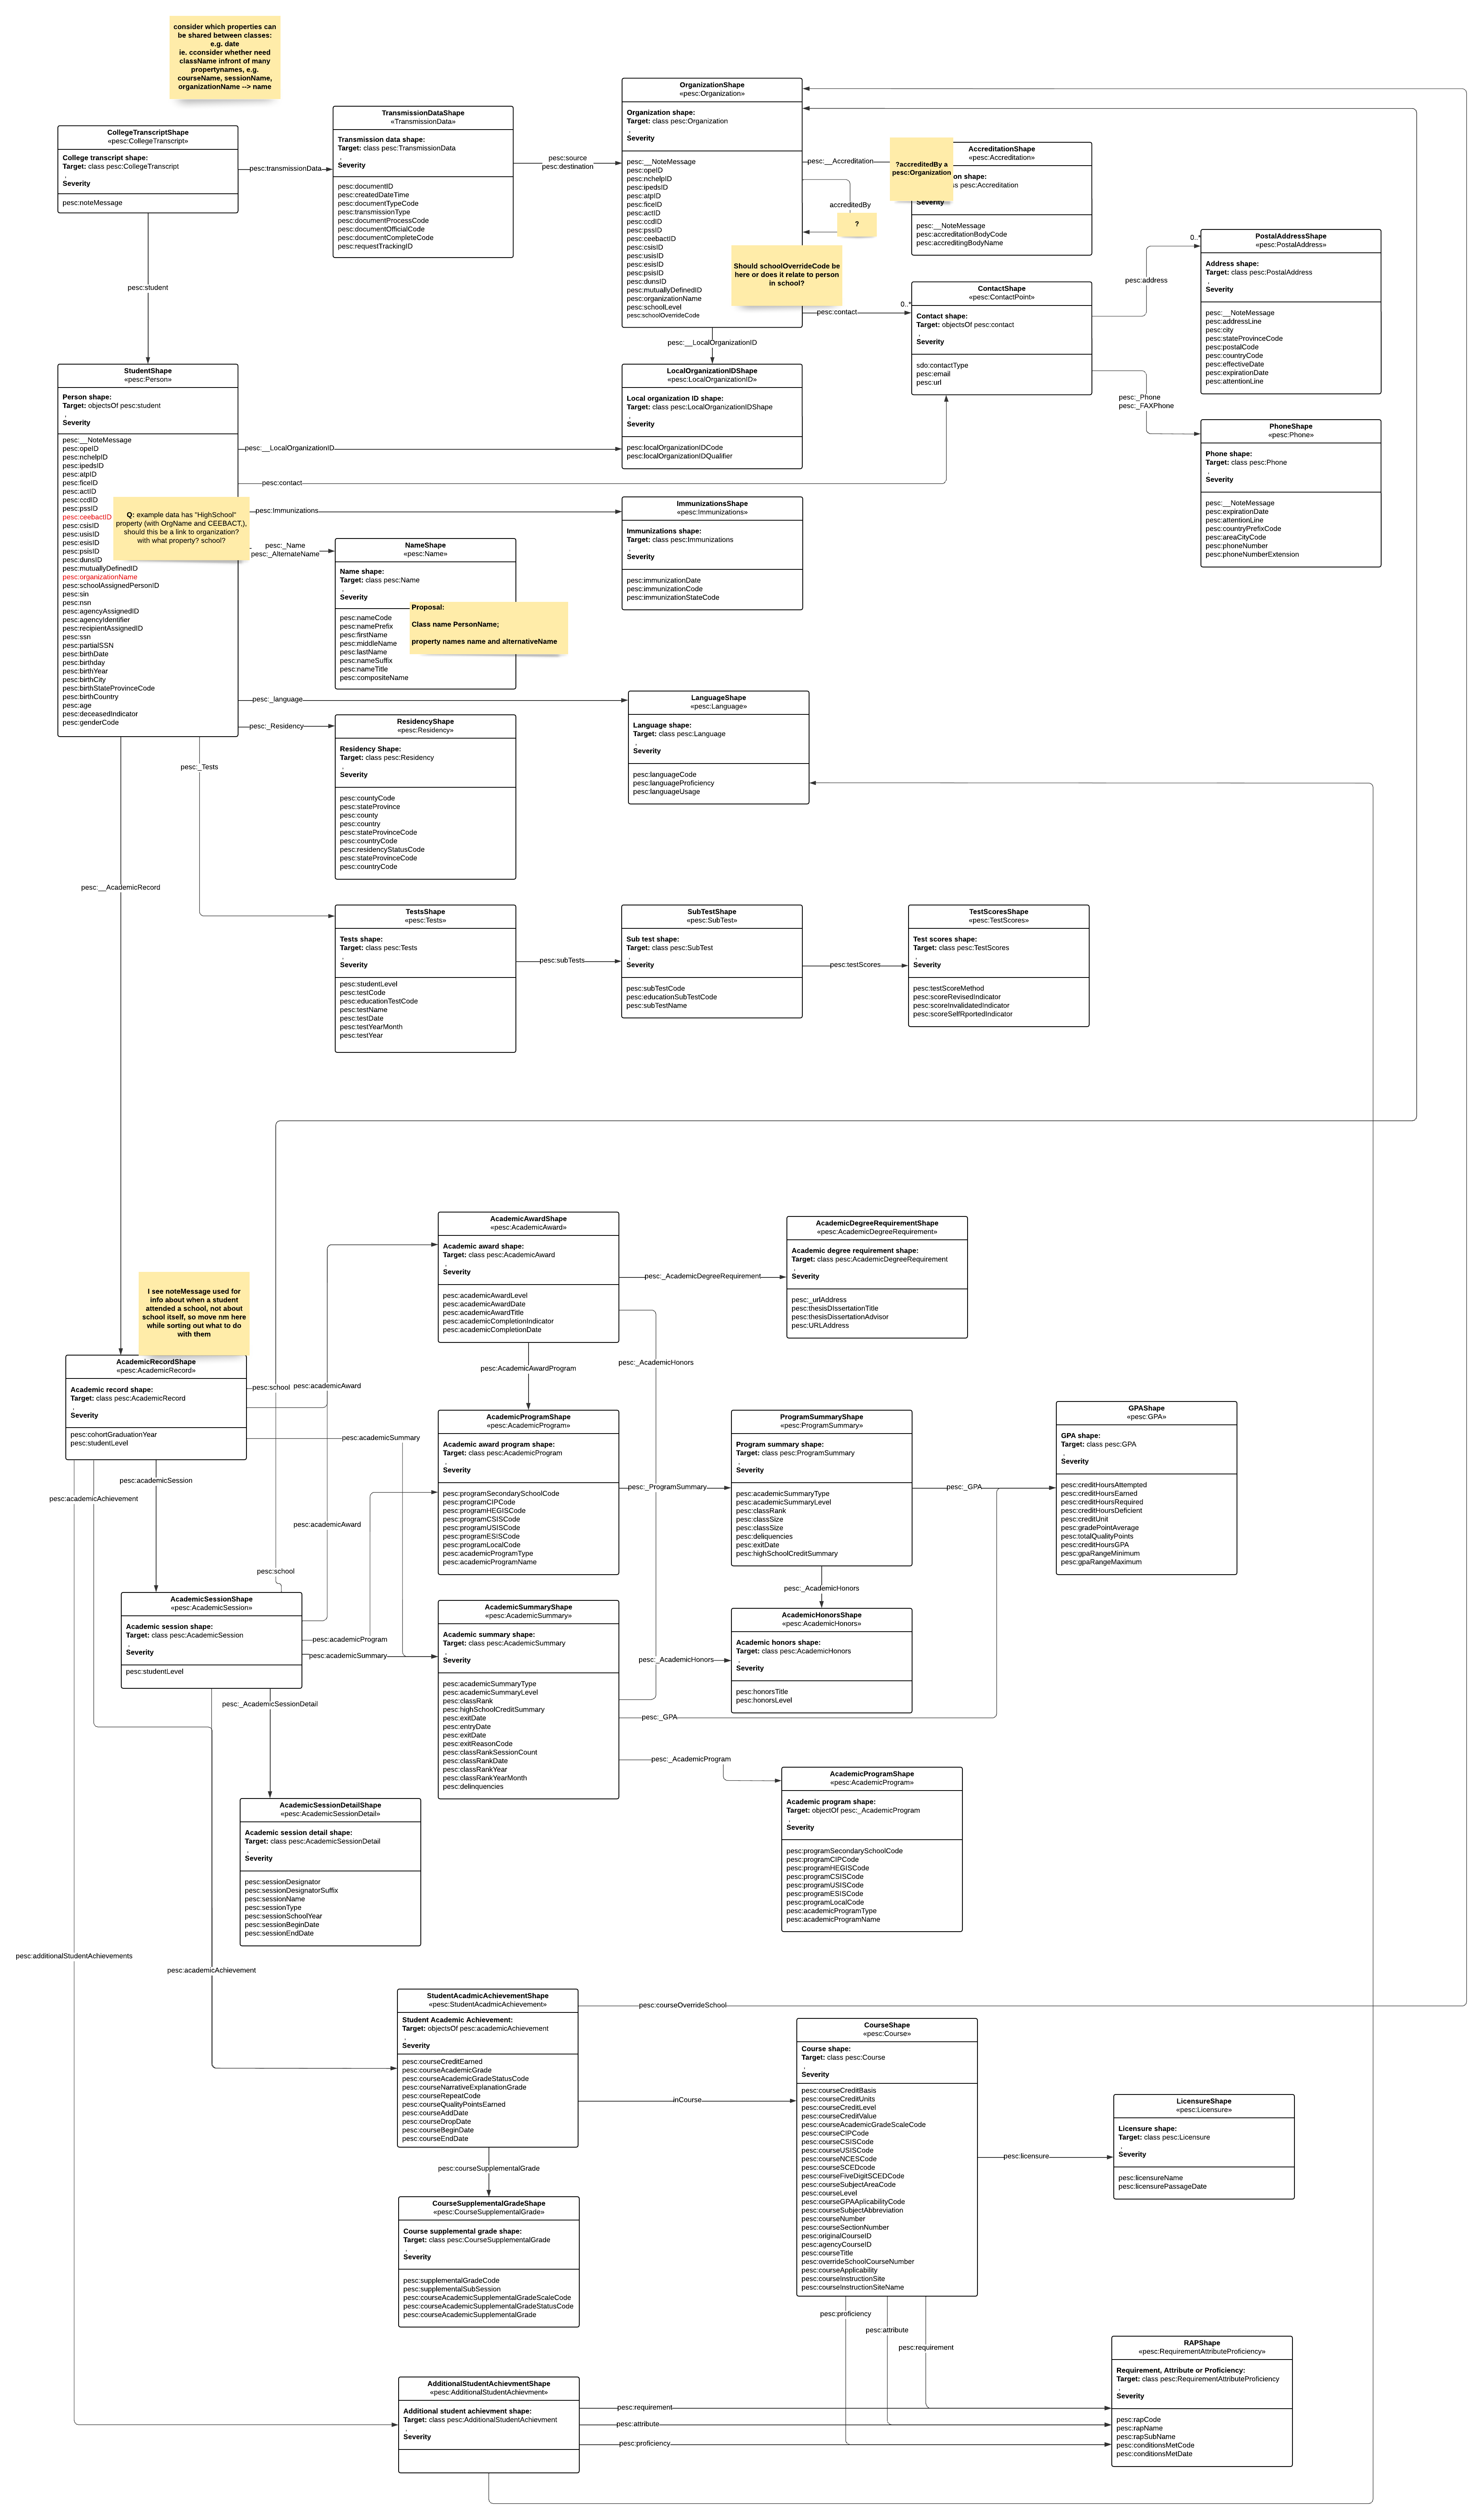 consider which properties can
be shared between classes:
e.g. date
ie. cconsider whether need
className infront of many
propertynames, e.g.
courseName, sessionName,
organizationName --> name
CollegeTranscriptShape
«pesc:CollegeTranscript»
College transcript shape:
Target: class pesc:CollegeTranscript
,
Severity
pesc:noteMessage
pesc:transmissionData
TransmissionDataShape
«TransmissionData»
Transmission data shape:
Target: class pesc:TransmissionData
,
Severity
pesc:documentID
pesc:createdDateTime
pesc:documentTypeCode
pesc:transmissionType
pesc:documentProcessCode
pesc:documentOfficialCode
pesc:documentCompleteCode
pesc:requestTrackingID
pesc:source
pesc:destination
OrganizationShape
«pesc:Organization»
Organization shape:
Target: class pesc:Organization
,
Severity
pesc:__NoteMessage
pesc:opeID
pesc:nchelpID
pesc:ipedsID
pesc:atpID
pesc:ficeID
pesc:actID
pesc:ccdID
pesc:pssID
pesc:ceebactID
pesc:csisID
pesc:usisID
pesc:esisID
pesc:psisID
pesc:dunsID
pesc:mutuallyDefinedID
pesc:organizationName
pesc:schoolLevel
pesc:schoolOverrideCode
pesc:__Accreditation
accreditedBy
?
?accreditedBy a
pesc:Organization
Should schoolOverrideCode be
here or does it relate to person
in school?
AccreditationShape
«pesc:Accreditation»
on shape:
ss pesc:Accreditation
Severity
pesc:__NoteMessage
pesc:accreditationBodyCode
pesc:accreditingBodyName
pesc:contact
0..*
ContactShape
«pesc:ContactPoint»
Contact shape:
Target: objectsOf pesc:contact
,
Severity
sdo:contactType
pesc:email
pesc:url
pesc:address
0..*
PostalAddressShape
«pesc:PostalAddress»
Address shape:
Target: class pesc:PostalAddress
,
Severity
pesc:__NoteMessage
pesc:addressLine
pesc:city
pesc:stateProvinceCode
pesc:postalCode
pesc:countryCode
pesc:effectiveDate
pesc:expirationDate
pesc:attentionLine
pesc:_Phone
pesc:_FAXPhone
PhoneShape
«pesc:Phone»
Phone shape:
Target: class pesc:Phone
,
Severity
pesc:__NoteMessage
pesc:expirationDate
pesc:attentionLine
pesc:countryPrefixCode
pesc:areaCityCode
pesc:phoneNumber
pesc:phoneNumberExtension
pesc:student
pesc:__LocalOrganizationID
StudentShape
«pesc:Person»
Person shape:
Target: objectsOf pesc:student
,
Severity
pesc:__NoteMessage
pesc:opeID
pesc:nchelpID
pesc:ipedsID
pesc:atpID
pesc:ficeID
pesc:actID
pesc:ccdID
pesc:pssID
pesc:ceebactID
pesc:csisID
pesc:usisID
pesc:esisID
pesc:psisID
pesc:dunsID
pesc:mutuallyDefinedID
pesc:organizationName
pesc:schoolAssignedPersonID
pesc:sin
pesc:nsn
pesc:agencyAssignedID
pesc:agencyIdentifier
pesc:recipientAssignedID
pesc:ssn
pesc:partialSSN
pesc:birthDate
pesc:birthday
pesc:birthYear
pesc:birthCity
pesc:birthStateProvinceCode
pesc:birthCountry
pesc:age
pesc:deceasedIndicator
pesc:genderCode
Q: example data has "HighSchool"
property (with OrgName and CEEBACT,),
should this be a link to organization?
with what property? school?
pesc:__LocalOrganizationID
LocalOrganizationIDShape
«pesc:LocalOrganizationID»
Local organization ID shape:
Target: class pesc:LocalOrganizationIDShape
,
Severity
pesc:localOrganizationIDCode
pesc:localOrganizationIDQualifier
pesc:contact
pesc:Immunizations
ImmunizationsShape
«pesc:Immunizations»
Immunizations shape:
Target: class pesc:Immunizations
,
Severity
pesc:immunizationDate
pesc:immunizationCode
pesc:immunizationStateCode
pesc:_Name
pesc:_AlternateName
NameShape
«pesc:Name»
Name shape:
Target: class pesc:Name
,
Severity
pesc:nameCode
pesc:namePrefix
pesc:firstName
pesc:middleName
pesc:lastName
pesc:nameSuffix
pesc:nameTitle
pesc:compositeName
Proposal:
Class name PersonName;
property names name and alternativeName
pesc:_language
LanguageShape
«pesc:Language»
Language shape:
Target: class pesc:Language
,
Severity
pesc:languageCode
pesc:languageProficiency
pesc:languageUsage
pesc:_Residency
ResidencyShape
«pesc:Residency»
Residency Shape:
Target: class pesc:Residency
,
Severity
pesc:countyCode
pesc:stateProvince
pesc:county
pesc:country
pesc:stateProvinceCode
pesc:countryCode
pesc:residencyStatusCode
pesc:stateProvinceCode
pesc:countryCode
pesc:_Tests
pesc:__AcademicRecord
TestsShape
«pesc:Tests»
Tests shape:
Target: class pesc:Tests
,
Severity
pesc:studentLevel
pesc:testCode
pesc:educationTestCode
pesc:testName
pesc:testDate
pesc:testYearMonth
pesc:testYear
pesc:subTests
SubTestShape
«pesc:SubTest»
Sub test shape:
Target: class pesc:SubTest
,
Severity
pesc:subTestCode
pesc:educationSubTestCode
pesc:subTestName
pesc:testScores
TestScoresShape
«pesc:TestScores»
Test scores shape:
Target: class pesc:TestScores
,
Severity
pesc:testScoreMethod
pesc:scoreRevisedIndicator
pesc:scoreInvalidatedIndicator
pesc:scoreSelfRportedIndicator
AcademicAwardShape
«pesc:AcademicAward»
Academic award shape:
Target: class pesc:AcademicAward
,
Severity
pesc:academicAwardLevel
pesc:academicAwardDate
pesc:academicAwardTitle
pesc:academicCompletionIndicator
pesc:academicCompletionDate
pesc:_AcademicDegreeRequirement
AcademicDegreeRequirementShape
«pesc:AcademicDegreeRequirement»
Academic degree requirement shape:
Target: class pesc:AcademicDegreeRequirement
,
Severity
pesc:_urlAddress
pesc:thesisDIssertationTitle
pesc:thesisDissertationAdvisor
pesc:URLAddress
I see noteMessage used for
info about when a student
attended a school, not about
school itself, so move nm here
while sorting out what to do
with them
AcademicRecordShape
«pesc:AcademicRecord»
Academic record shape:
Target: class pesc:AcademicRecord
,
Severity
pesc:cohortGraduationYear
pesc:studentLevel
pesc:school
pesc:academicAward
pesc:academicSummary
pesc:AcademicAwardProgram
pesc:_AcademicHonors
pesc:academicSession
pesc:academicAchievement
pesc:academicAward
AcademicProgramShape
«pesc:AcademicProgram»
Academic award program shape:
Target: class pesc:AcademicProgram
,
Severity
pesc:programSecondarySchoolCode
pesc:programCIPCode
pesc:programHEGISCode
pesc:programCSISCode
pesc:programUSISCode
pesc:programESISCode
pesc:programLocalCode
pesc:academicProgramType
pesc:academicProgramName
pesc:_ProgramSummary
ProgramSummaryShape
«pesc:ProgramSummary»
Program summary shape:
Target: class pesc:ProgramSummary
,
Severity
pesc:academicSummaryType
pesc:academicSummaryLevel
pesc:classRank
pesc:classSize
pesc:classSize
pesc:deliquencies
pesc:exitDate
pesc:highSchoolCreditSummary
pesc:_GPA
GPAShape
«pesc:GPA»
GPA shape:
Target: class pesc:GPA
,
Severity
pesc:creditHoursAttempted
pesc:creditHoursEarned
pesc:creditHoursRequired
pesc:creditHoursDeficient
pesc:creditUnit
pesc:gradePointAverage
pesc:totalQualityPoints
pesc:creditHoursGPA
pesc:gpaRangeMinimum
pesc:gpaRangeMaximum
pesc:school
AcademicSessionShape
«pesc:AcademicSession»
Academic session shape:
Target: class pesc:AcademicSession
,
Severity
pesc:studentLevel
pesc:academicProgram
pesc:academicSummary
AcademicSummaryShape
«pesc:AcademicSummary»
Academic summary shape:
Target: class pesc:AcademicSummary
,
Severity
pesc:academicSummaryType
pesc:academicSummaryLevel
pesc:classRank
pesc:highSchoolCreditSummary
pesc:exitDate
pesc:entryDate
pesc:exitDate
pesc:exitReasonCode
pesc:classRankSessionCount
pesc:classRankDate
pesc:classRankYear
pesc:classRankYearMonth
pesc:delinquencies
pesc:_AcademicHonors
pesc:_AcademicHonors
AcademicHonorsShape
«pesc:AcademicHonors»
Academic honors shape:
Target: class pesc:AcademicHonors
,
Severity
pesc:honorsTitle
pesc:honorsLevel
pesc:_GPA
pesc:_AcademicProgram
AcademicProgramShape
«pesc:AcademicProgram»
Academic program shape:
Target: objectOf pesc:_AcademicProgram
,
Severity
pesc:programSecondarySchoolCode
pesc:programCIPCode
pesc:programHEGISCode
pesc:programCSISCode
pesc:programUSISCode
pesc:programESISCode
pesc:programLocalCode
pesc:academicProgramType
pesc:academicProgramName
pesc:_AcademicSessionDetail
AcademicSessionDetailShape
«pesc:AcademicSessionDetail»
Academic session detail shape:
Target: class pesc:AcademicSessionDetail
,
Severity
pesc:sessionDesignator
pesc:sessionDesignatorSuffix
pesc:sessionName
pesc:sessionType
pesc:sessionSchoolYear
pesc:sessionBeginDate
pesc:sessionEndDate
pesc:additionalStudentAchievements
pesc:academicAchievement
StudentAcadmicAchievementShape
«pesc:StudentAcadmicAchievement»
Student Academic Achievement:
Target: objectsOf pesc:academicAchievement
,
Severity
pesc:courseCreditEarned
pesc:courseAcademicGrade
pesc:courseAcademicGradeStatusCode
pesc:courseNarrativeExplanationGrade
pesc:courseRepeatCode
pesc:courseQualityPointsEarned
pesc:courseAddDate
pesc:courseDropDate
pesc:courseBeginDate
pesc:courseEndDate
pesc:courseOverrideSchool
inCourse
CourseShape
«pesc:Course»
Course shape:
Target: class pesc:Course
,
Severity
pesc:courseCreditBasis
pesc:courseCreditUnits
pesc:courseCreditLevel
pesc:courseCreditValue
pesc:courseAcademicGradeScaleCode
pesc:courseCIPCode
pesc:courseCSISCode
pesc:courseUSISCode
pesc:courseNCESCode
pesc:courseSCEDcode
pesc:courseFiveDigitSCEDCode
pesc:courseSubjectAreaCode
pesc:courseLevel
pesc:courseGPAAplicabilityCode
pesc:courseSubjectAbbreviation
pesc:courseNumber
pesc:courseSectionNumber
pesc:originalCourseID
pesc:agencyCourseID
pesc:courseTitle
pesc:overrideSchoolCourseNumber
pesc:courseApplicability
pesc:courseInstructionSite
pesc:courseInstructionSiteName
pesc:licensure
LicensureShape
«pesc:Licensure»
Licensure shape:
Target: class pesc:Licensure
,
Severity
pesc:licensureName
pesc:licensurePassageDate
pesc:courseSupplementalGrade
CourseSupplementalGradeShape
«pesc:CourseSupplementalGrade»
Course supplemental grade shape:
Target: class pesc:CourseSupplementalGrade
,
Severity
pesc:supplementalGradeCode
pesc:supplementalSubSession
pesc:courseAcademicSupplementalGradeScaleCode
pesc:courseAcademicSupplementalGradeStatusCode
pesc:courseAcademicSupplementalGrade
pesc:proficiency
pesc:attribute
pesc:requirement
AdditionalStudentAchievmentShape
«pesc:AdditionalStudentAchievment»
Additional student achievment shape:
Target: class pesc:AdditionalStudentAchievment
,
Severity
pesc:requirement
pesc:attribute
pesc:proficiency
RAPShape
«pesc:RequirementAttributeProficiency»
Requirement, Attribute or Proficiency:
Target: class pesc:RequirementAttributeProficiency
,
Severity
pesc:rapCode
pesc:rapName
pesc:rapSubName
pesc:conditionsMetCode
pesc:conditionsMetDate